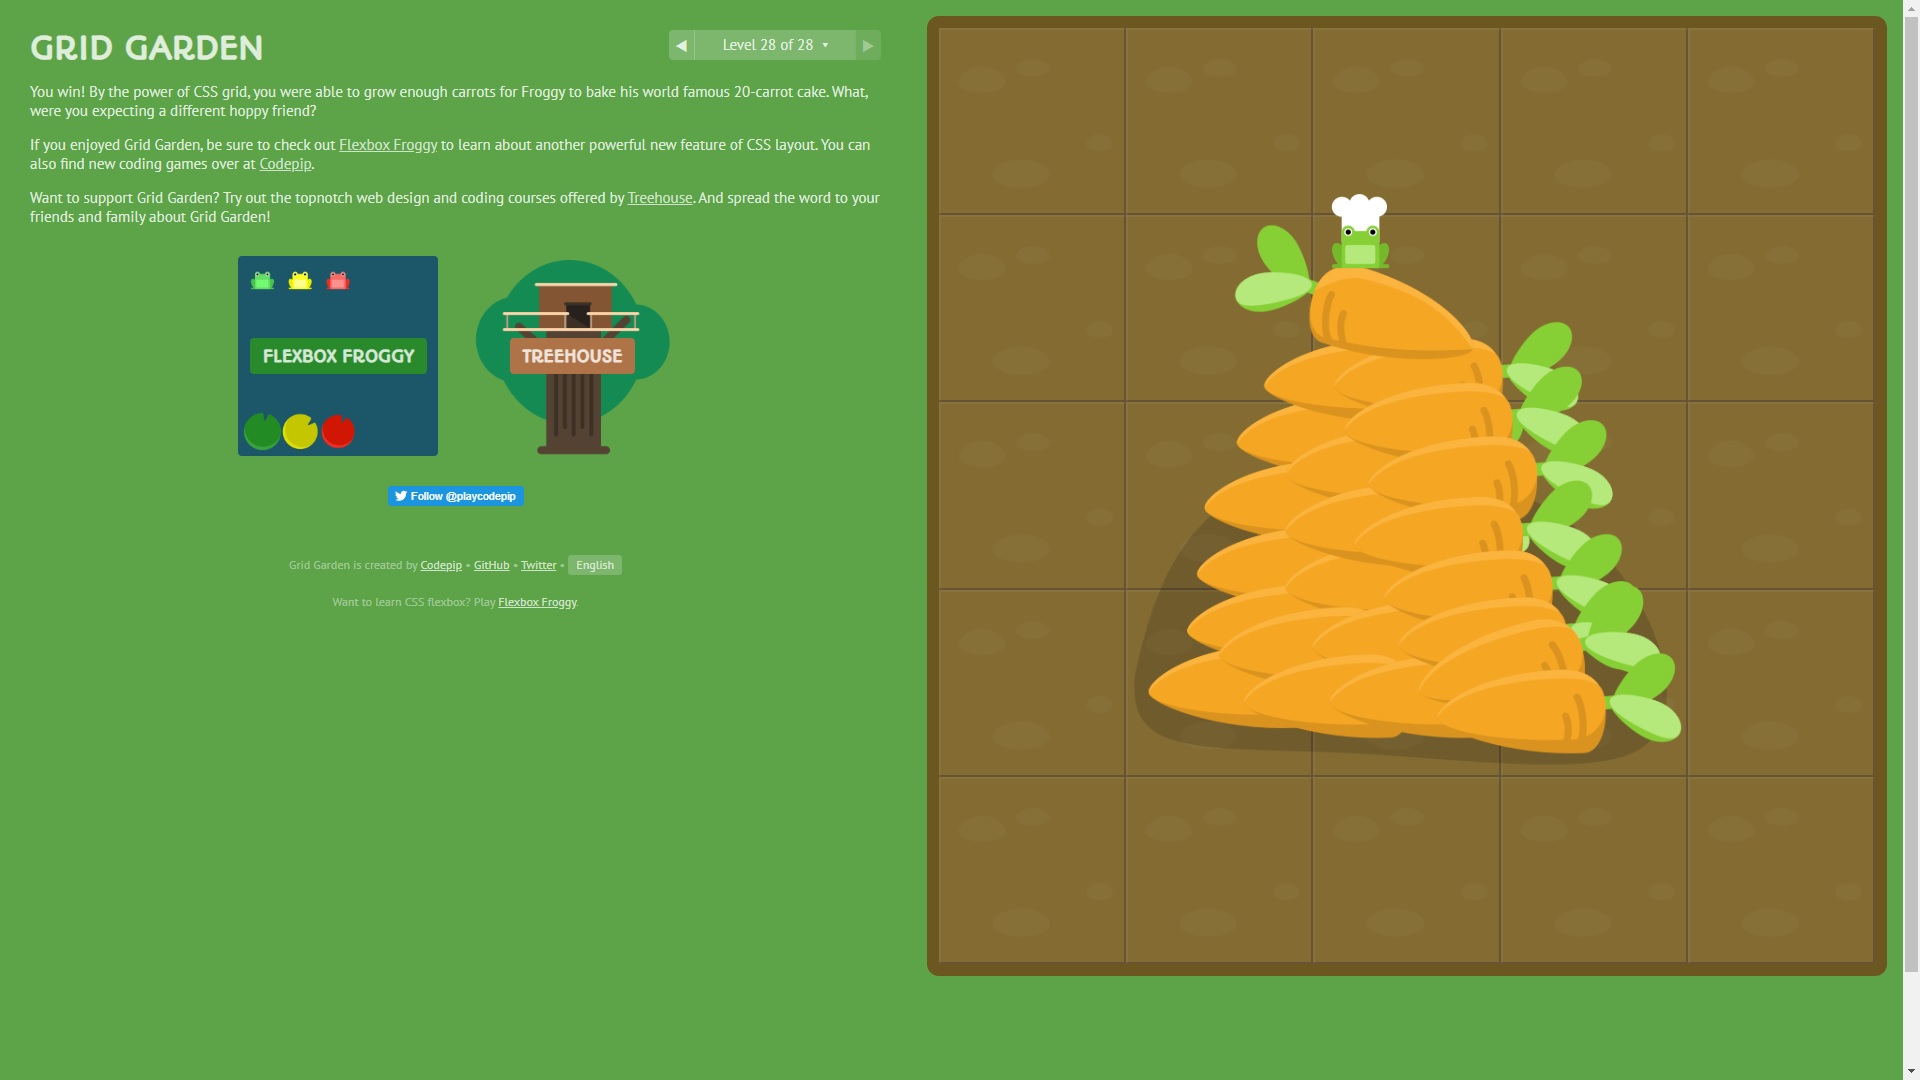 GRID GARDEN
Level 28 of 28
You win! By the power of CSS grid, you were able to grow enough carrots for Froggy to bake his world famous 20-carrot cake. What,
were you expecting a different hoppy friend?
If you enjoyed Grid Garden, be sure to check out Flexbox Froggy to learn about another powerful new feature of CSS layout. You can
also find new coding games over at Codepip.
Want to support Grid Garden? Try out the topnotch web design and coding courses offered by Treehouse. And spread the word to your
friends and family about Grid Garden!
FLEXBOX FROGGY
TREEHOUSE
Follow @playcodepip
Grid Garden is created by Codepip • GitHub • Twitter • English
Want to learn CSS flexbox? Play Flexbox Froggy.